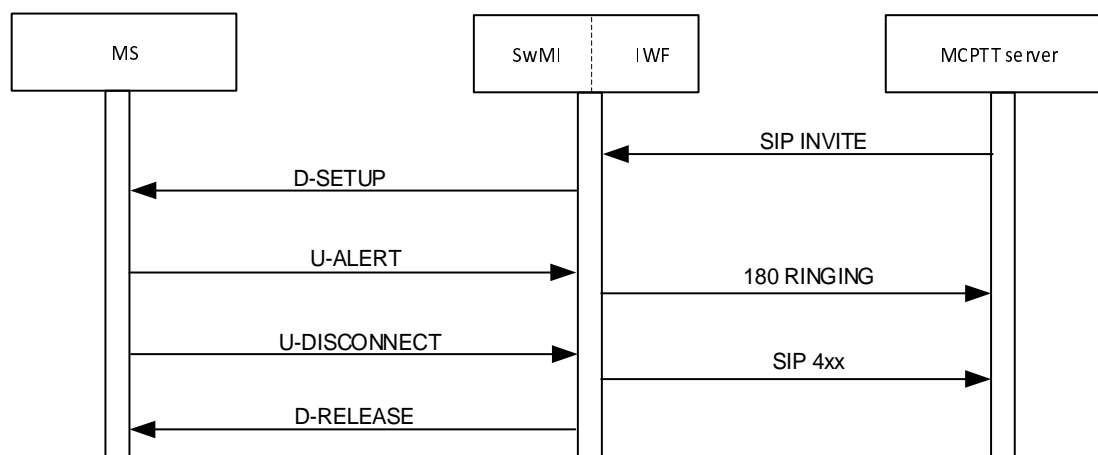 MS
SwMI
IWF
MCPTT server
SIP INVITE
D-SETUP
U-ALERT
180 RINGING
U-DISCONNECT
SIP 4xx
D-RELEASE